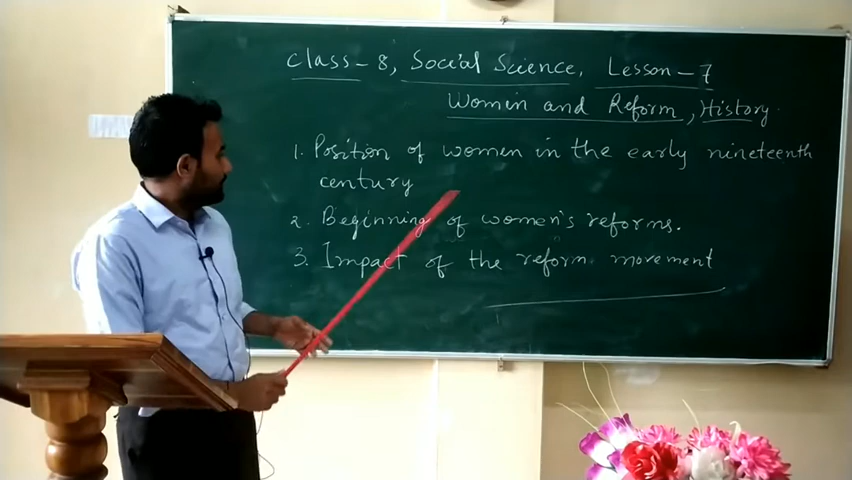 Class - 8, Social Science, Lesson - 7
Women and Reform, History.
1. Position of women in the early nineteenth
century
2. Beginning of women's reforms.
3. Impact of the reform movement